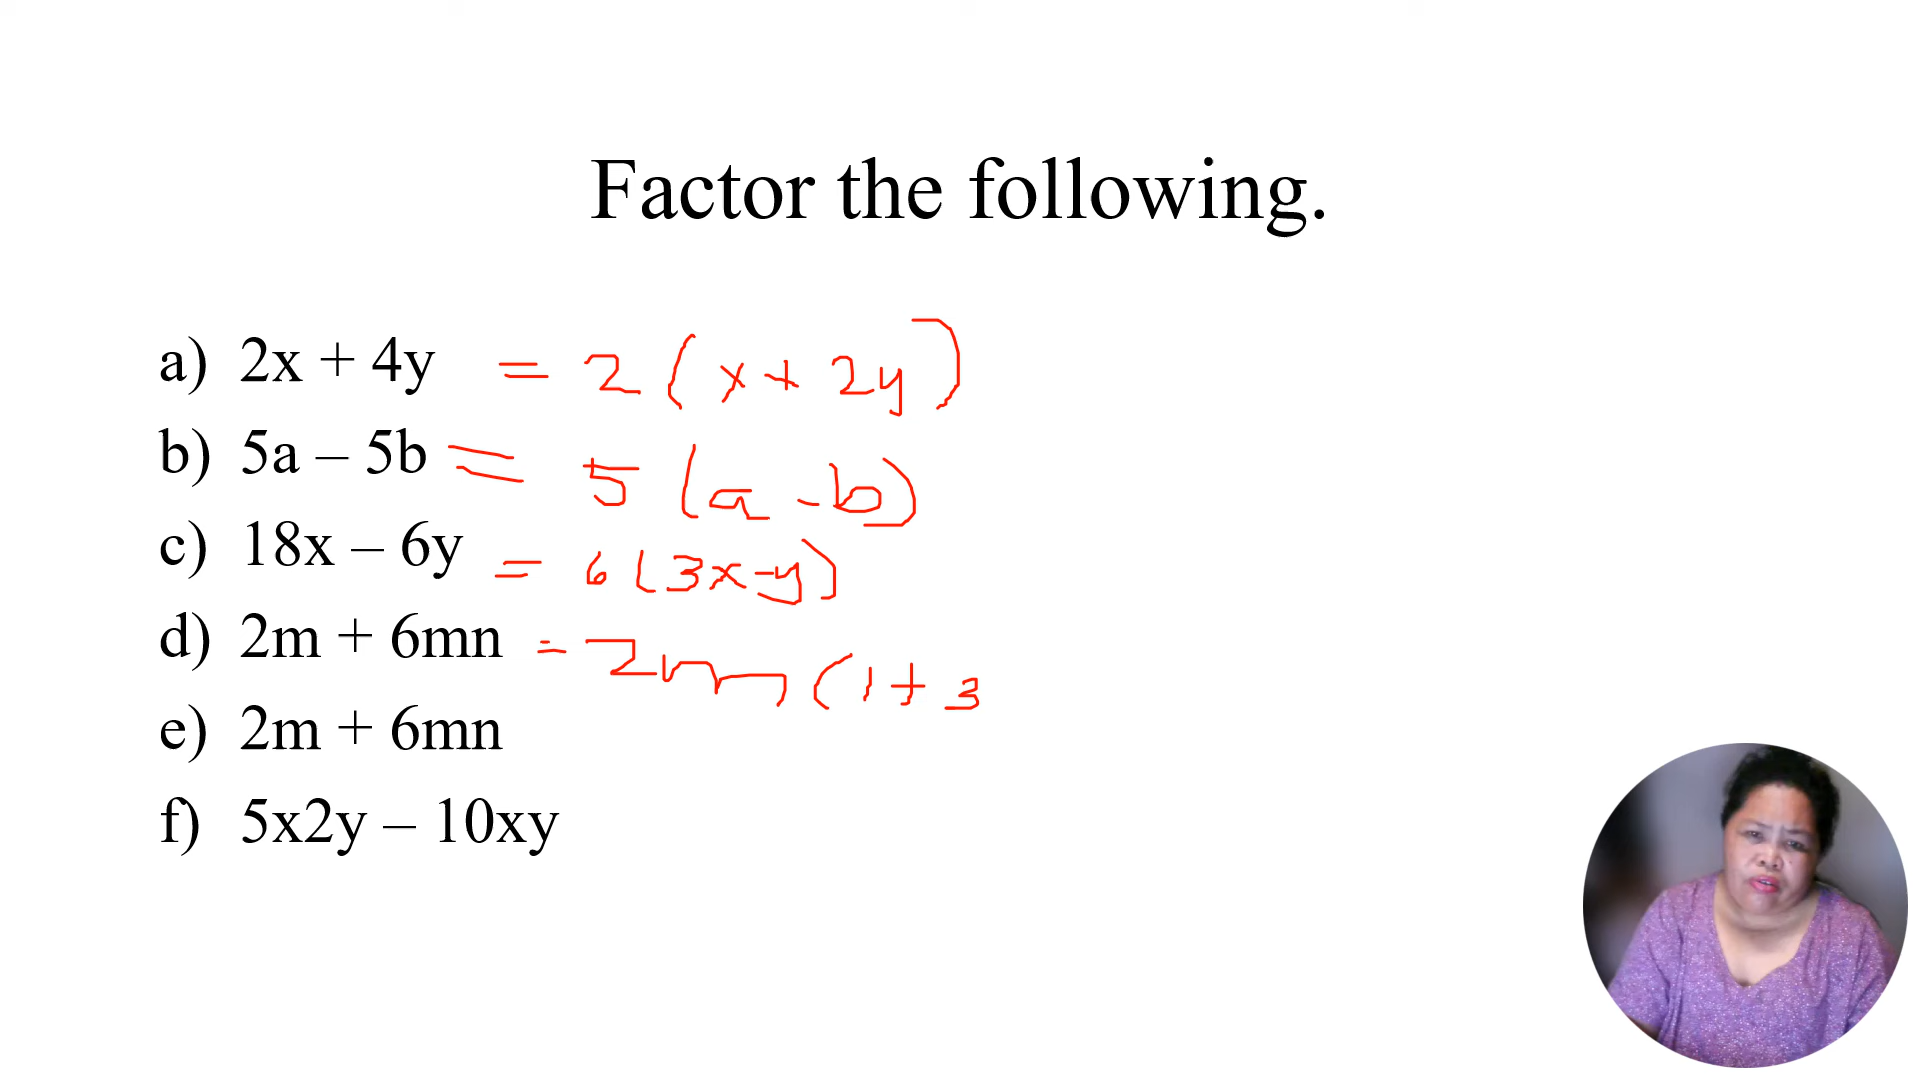 Factor the following.
a) 2x + 4y = 2 ( x + 2y )
b) 5a – 5b = 5 ( a - b )
c) 18x – 6y = 6 ( 3x - y )
d) 2m + 6mn = 2m ( 1 + 3
e) 2m + 6mn
f) 5x2y – 10xy